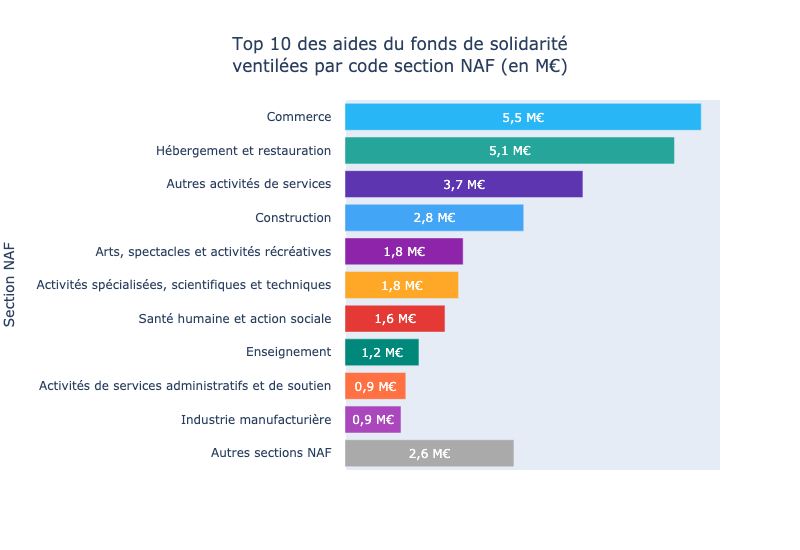 Top 10 des aides du fonds de solidarité
ventilées par code section NAF (en M€)
Section NAF
Commerce 5,5 M€
Hébergement et restauration 5,1 M€
Autres activités de services 3,7 M€
Construction 2,8 M€
Arts, spectacles et activités récréatives 1,8 M€
Activités spécialisées, scientifiques et techniques 1,8 M€
Santé humaine et action sociale 1,6 M€
Enseignement 1,2 M€
Activités de services administratifs et de soutien 0,9 M€
Industrie manufacturière 0,9 M€
Autres sections NAF 2,6 M€